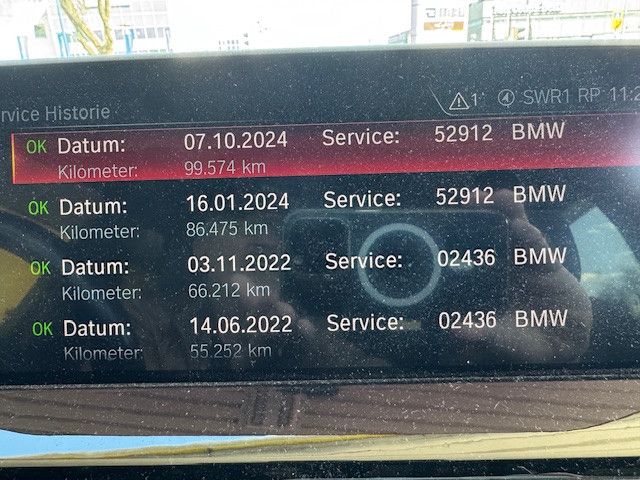 rvice Historie
1 SWR1 RP 11:2
OK Datum: 07.10.2024 Service: 52912 BMW
Kilometer: 99.574 km
OK Datum: 16.01.2024 Service: 52912 BMW
Kilometer: 86.475 km
OK Datum: 03.11.2022 Service: 02436 BMW
Kilometer: 66.212 km
OK Datum: 14.06.2022 Service: 02436 BMW
Kilometer: 55.252 km